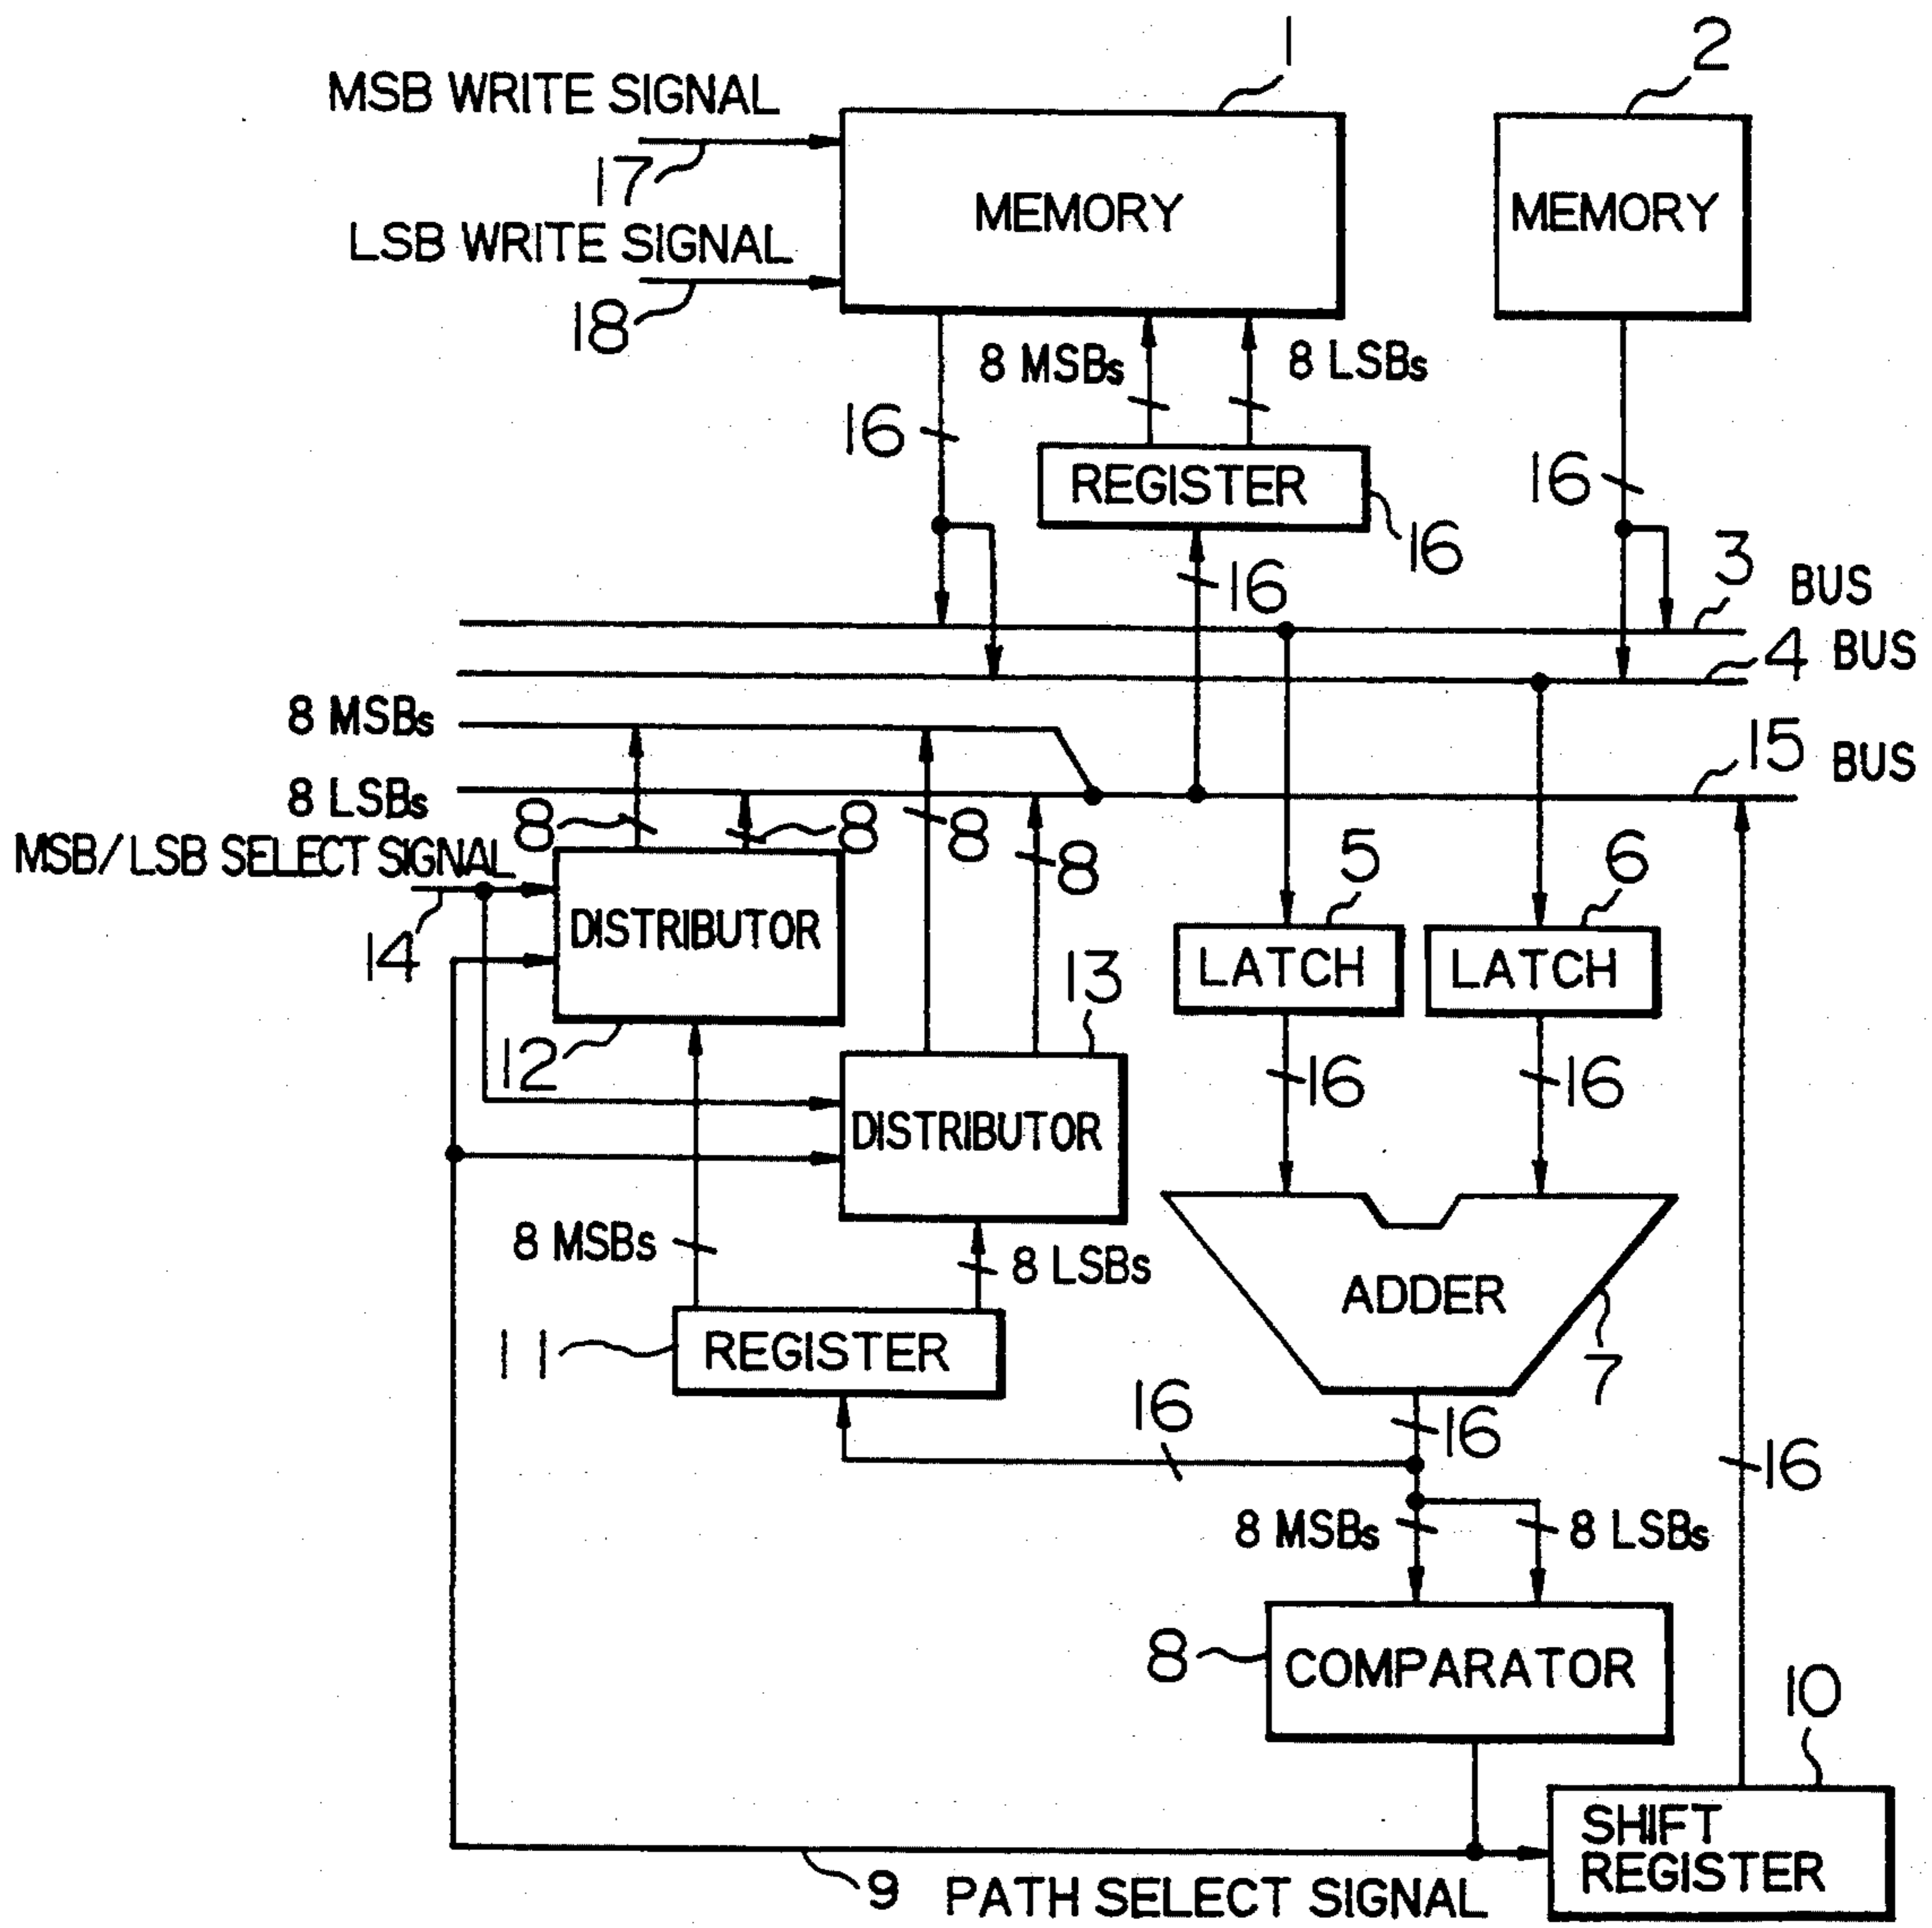 1
2
MSB WRITE SIGNAL
17
MEMORY
MEMORY
LSB WRITE SIGNAL
18
8 MSBs
8 LSBs
16
REGISTER
16
16
16
3 BUS
4 BUS
8 MSBs
15 BUS
8 LSBs
8
8
8
8
MSB/LSB SELECT SIGNAL
5
6
14
DISTRIBUTOR
LATCH
LATCH
13
12
16
16
DISTRIBUTOR
8 MSBs
8 LSBs
ADDER
11
REGISTER
7
16
16
16
8 MSBs
8 LSBs
8
COMPARATOR
10
SHIFT
REGISTER
9
PATH SELECT SIGNAL